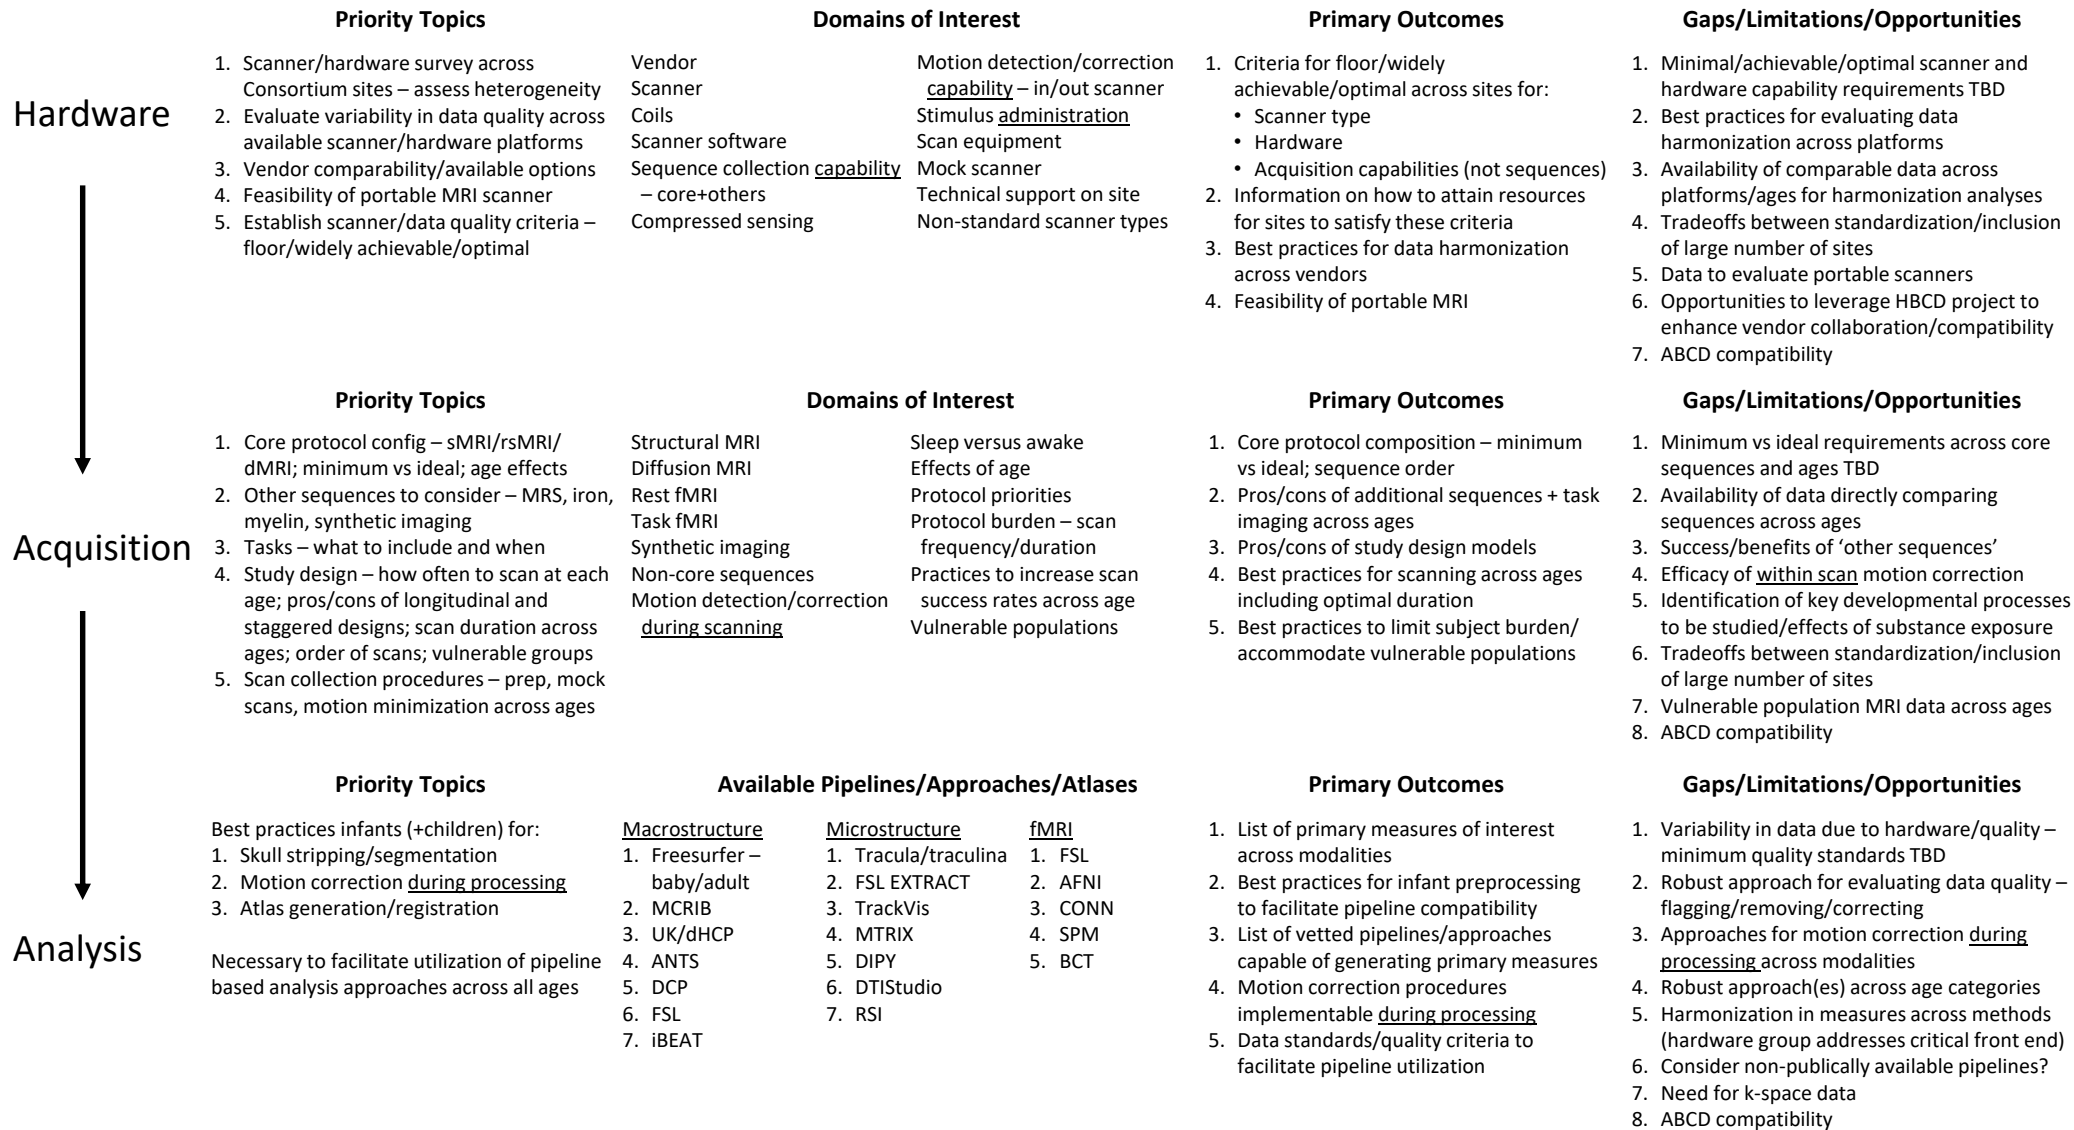 Hardware
Priority Topics
1. Scanner/hardware survey across
Consortium sites – assess heterogeneity
2. Evaluate variability in data quality across
available scanner/hardware platforms
3. Vendor comparability/available options
4. Feasibility of portable MRI scanner
5. Establish scanner/data quality criteria –
floor/widely achievable/optimal
Domains of Interest
Vendor
Scanner
Coils
Scanner software
Sequence collection capability
– core+others
Compressed sensing
Motion detection/correction
capability – in/out scanner
Stimulus administration
Scan equipment
Mock scanner
Technical support on site
Non-standard scanner types
Primary Outcomes
1. Criteria for floor/widely
achievable/optimal across sites for:
• Scanner type
• Hardware
• Acquisition capabilities (not sequences)
2. Information on how to attain resources
for sites to satisfy these criteria
3. Best practices for data harmonization
across vendors
4. Feasibility of portable MRI
Gaps/Limitations/Opportunities
1. Minimal/achievable/optimal scanner and
hardware capability requirements TBD
2. Best practices for evaluating data
harmonization across platforms
3. Availability of comparable data across
platforms/ages for harmonization analyses
4. Tradeoffs between standardization/inclusion
of large number of sites
5. Data to evaluate portable scanners
6. Opportunities to leverage HBCD project to
enhance vendor collaboration/compatibility
7. ABCD compatibility
Acquisition
Priority Topics
1. Core protocol config – sMRI/rsMRI/
dMRI; minimum vs ideal; age effects
2. Other sequences to consider – MRS, iron,
myelin, synthetic imaging
3. Tasks – what to include and when
4. Study design – how often to scan at each
age; pros/cons of longitudinal and
staggered designs; scan duration across
ages; order of scans; vulnerable groups
5. Scan collection procedures – prep, mock
scans, motion minimization across ages
Domains of Interest
Structural MRI
Diffusion MRI
Rest fMRI
Task fMRI
Synthetic imaging
Non-core sequences
Motion detection/correction
during scanning
Sleep versus awake
Effects of age
Protocol priorities
Protocol burden – scan
frequency/duration
Practices to increase scan
success rates across age
Vulnerable populations
Primary Outcomes
1. Core protocol composition – minimum
vs ideal; sequence order
2. Pros/cons of additional sequences + task
imaging across ages
3. Pros/cons of study design models
4. Best practices for scanning across ages
including optimal duration
5. Best practices to limit subject burden/
accommodate vulnerable populations
Gaps/Limitations/Opportunities
1. Minimum vs ideal requirements across core
sequences and ages TBD
2. Availability of data directly comparing
sequences across ages
3. Success/benefits of ‘other sequences’
4. Efficacy of within scan motion correction
5. Identification of key developmental processes
to be studied/effects of substance exposure
6. Tradeoffs between standardization/inclusion
of large number of sites
7. Vulnerable population MRI data across ages
8. ABCD compatibility
Analysis
Priority Topics
Best practices infants (+children) for:
1. Skull stripping/segmentation
2. Motion correction during processing
3. Atlas generation/registration
Necessary to facilitate utilization of pipeline
based analysis approaches across all ages
Available Pipelines/Approaches/Atlases
Macrostructure
1. Freesurfer –
baby/adult
2. MCRIB
3. UK/dHCP
4. ANTS
5. DCP
6. FSL
7. iBEAT
Microstructure
1. Tracula/traculina
2. FSL EXTRACT
3. TrackVis
4. MTRIX
5. DIPY
6. DTIStudio
7. RSI
fMRI
1. FSL
2. AFNI
3. CONN
4. SPM
5. BCT
Primary Outcomes
1. List of primary measures of interest
across modalities
2. Best practices for infant preprocessing
to facilitate pipeline compatibility
3. List of vetted pipelines/approaches
capable of generating primary measures
4. Motion correction procedures
implementable during processing
5. Data standards/quality criteria to
facilitate pipeline utilization
Gaps/Limitations/Opportunities
1. Variability in data due to hardware/quality –
minimum quality standards TBD
2. Robust approach for evaluating data quality –
flagging/removing/correcting
3. Approaches for motion correction during
processing across modalities
4. Robust approach(es) across age categories
5. Harmonization in measures across methods
(hardware group addresses critical front end)
6. Consider non-publically available pipelines?
7. Need for k-space data
8. ABCD compatibility